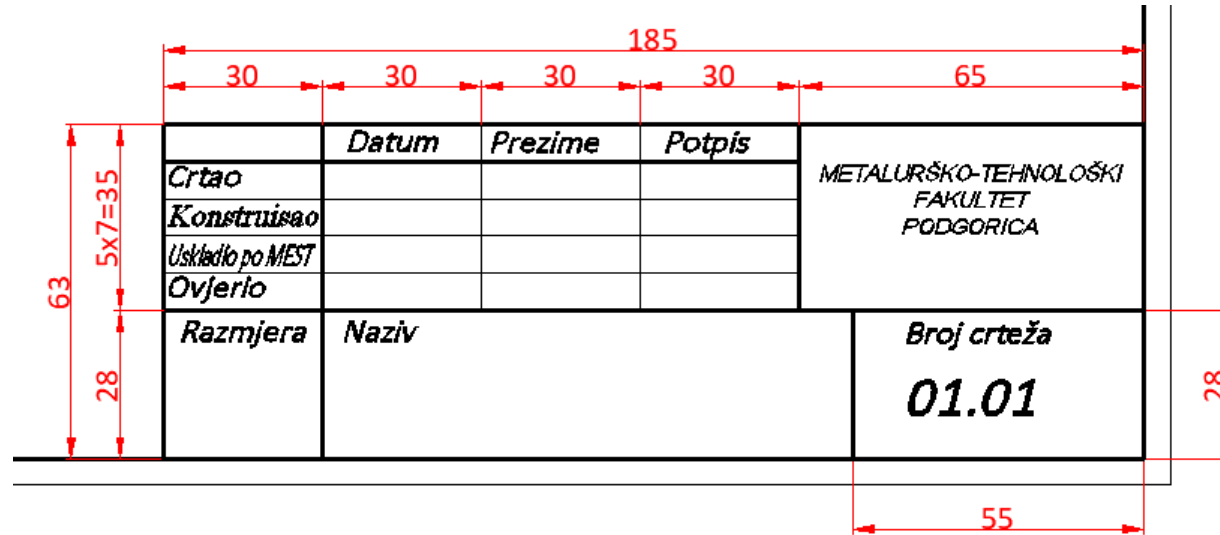 185
30 30 30 30 65
Datum Prezime Potpis
Crtao
Konstruisao
Uskladio po MEST
Ovjerio
METALURŠKO-TEHNOLOŠKI
FAKULTET
PODGORICA
5x7=35
63
28
Razmjera Naziv Broj crteža
01.01
28
55